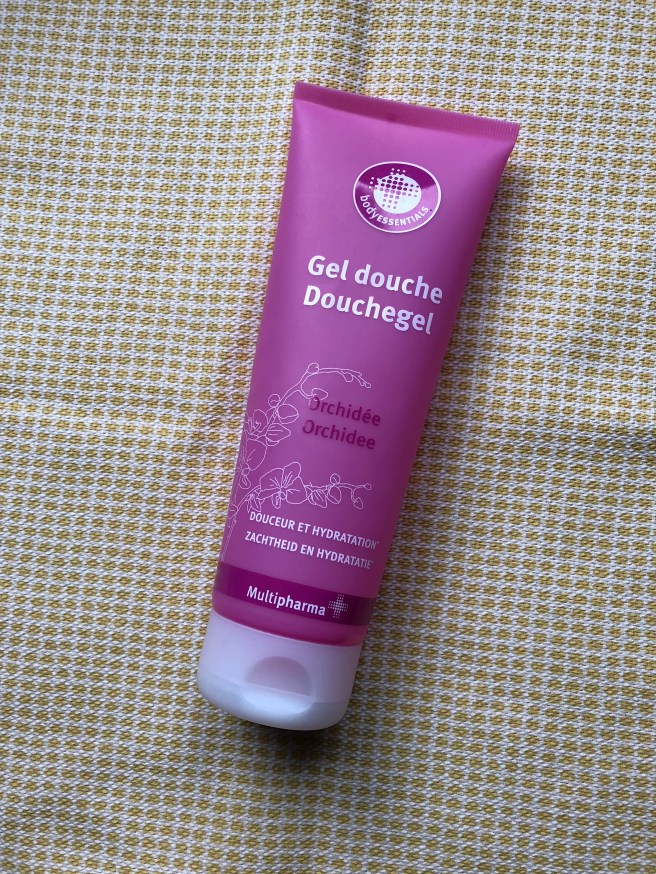 bodyESSENTIALS
Gel douche
Douchegel
Orchidée
Orchidee
DOUCEUR ET HYDRATATION*
ZACHTHEID EN HYDRATATIE*
Multipharma